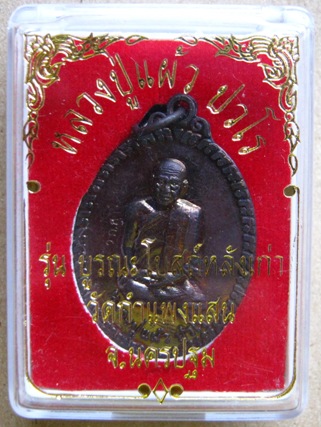 หลวงปู่แผ้ว ปวโร
รุ่น บูรณะโบสถ์หลังเก่า
วัดกำแพงแสน
จ.นครปฐม